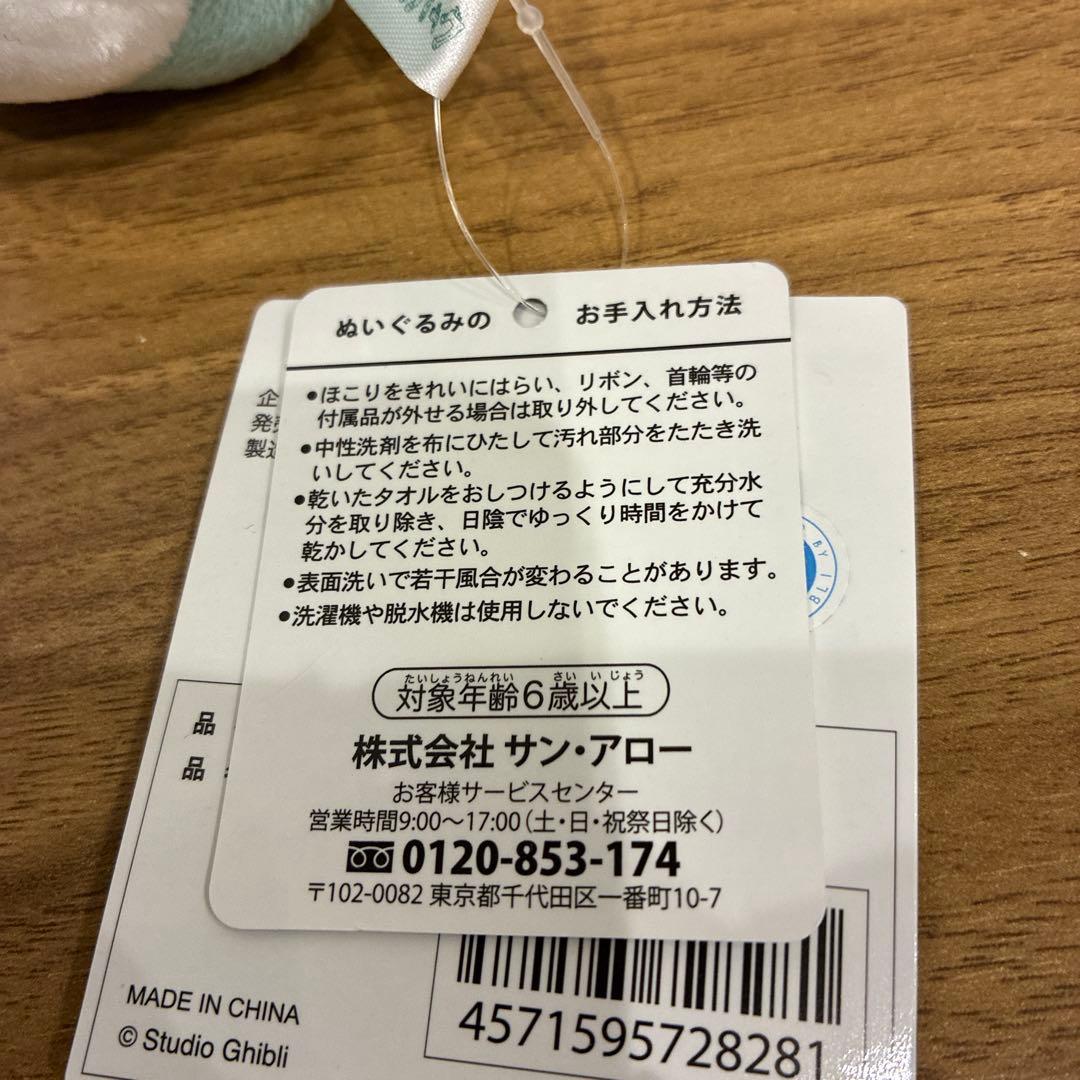 ぬいぐるみの お手入れ方法
●ほこりをきれいにはらい、リボン、首輪等の
付属品が外せる場合は取り外してください。
●中性洗剤を布にひたして汚れ部分をたたき洗
いしてください。
●乾いたタオルをおしつけるようにして充分水
分を取り除き、日陰でゆっくり時間をかけて
乾かしてください。
●表面洗いで若干風合が変わることがあります。
●洗濯機や脱水機は使用しないでください。
たいしょうねんれい さい い じょう
対象年齢6歳以上
株式会社 サン・アロー
お客様サービスセンター
営業時間9:00～17:00(土・日・祝祭日除く)
0120-853-174
〒102-0082 東京都千代田区一番町10-7
企
発
製
品
品
BY
BLI
MADE IN CHINA
© Studio Ghibli
4571595728281